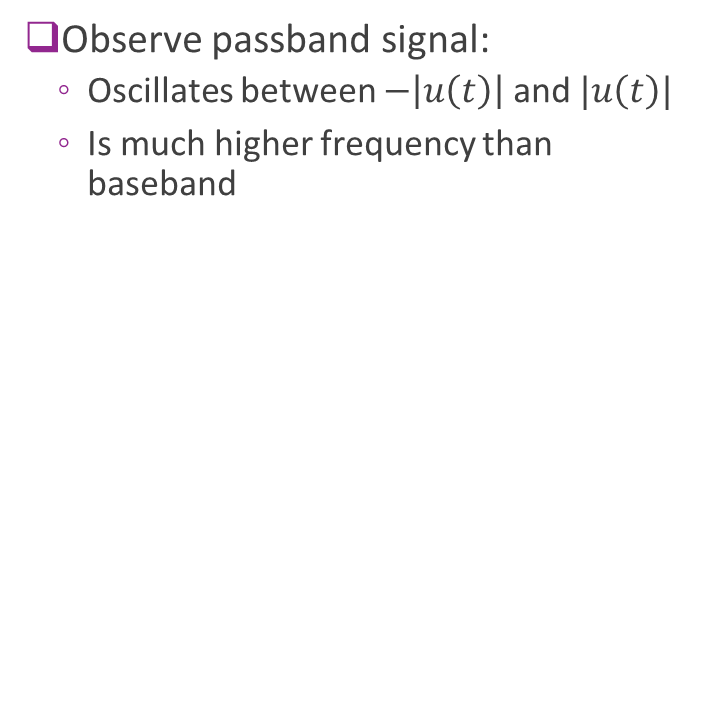 ❑Observe passband signal:
◦ Oscillates between −|u(t)| and |u(t)|
◦ Is much higher frequency than
baseband